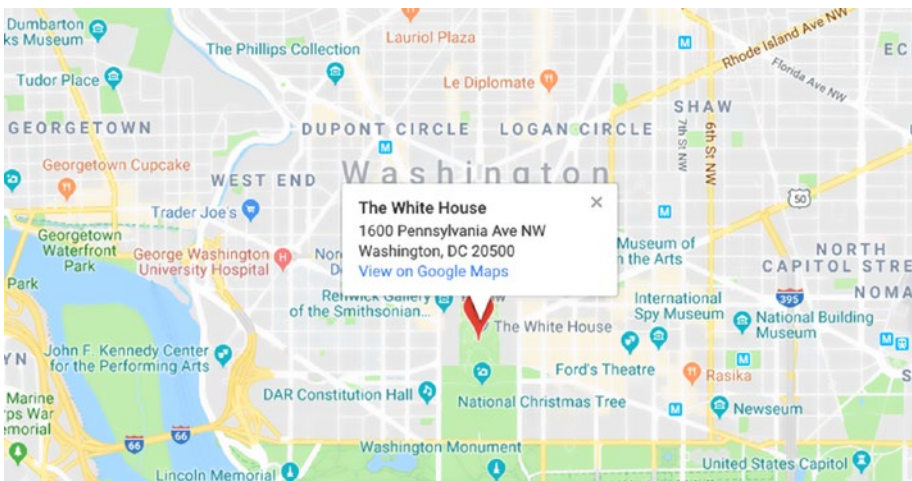 Dumbarton
ks Museum
The Phillips Collection
Lauriol Plaza
M
Rhode Island Ave NW
EC
Tudor Place
Le Diplomate
Florida Ave NW
SHAW
GEORGETOWN
DUPONT CIRCLE
LOGAN CIRCLE
7th St NW
6th St NW
M
Georgetown Cupcake
Washington
WEST END
50
Trader Joe's
The White House
1600 Pennsylvania Ave NW
Washington, DC 20500
View on Google Maps
M
Georgetown
Waterfront
Park
George Washington
University Hospital
Museum of
n the Arts
NORTH
CAPITOL STRE
NOMA
Park
Renwick Gallery
of the Smithsonian...
International
Spy Museum
395
National Building
Museum
The White House
M
YN
John F. Kennedy Center
for the Performing Arts
Ford's Theatre
M
Rasika
S
DAR Constitution Hall
National Christmas Tree
M
Newseum
Marine
rps War
emorial
66
66
Washington Monument
Lincoln Memorial
United States Capitol